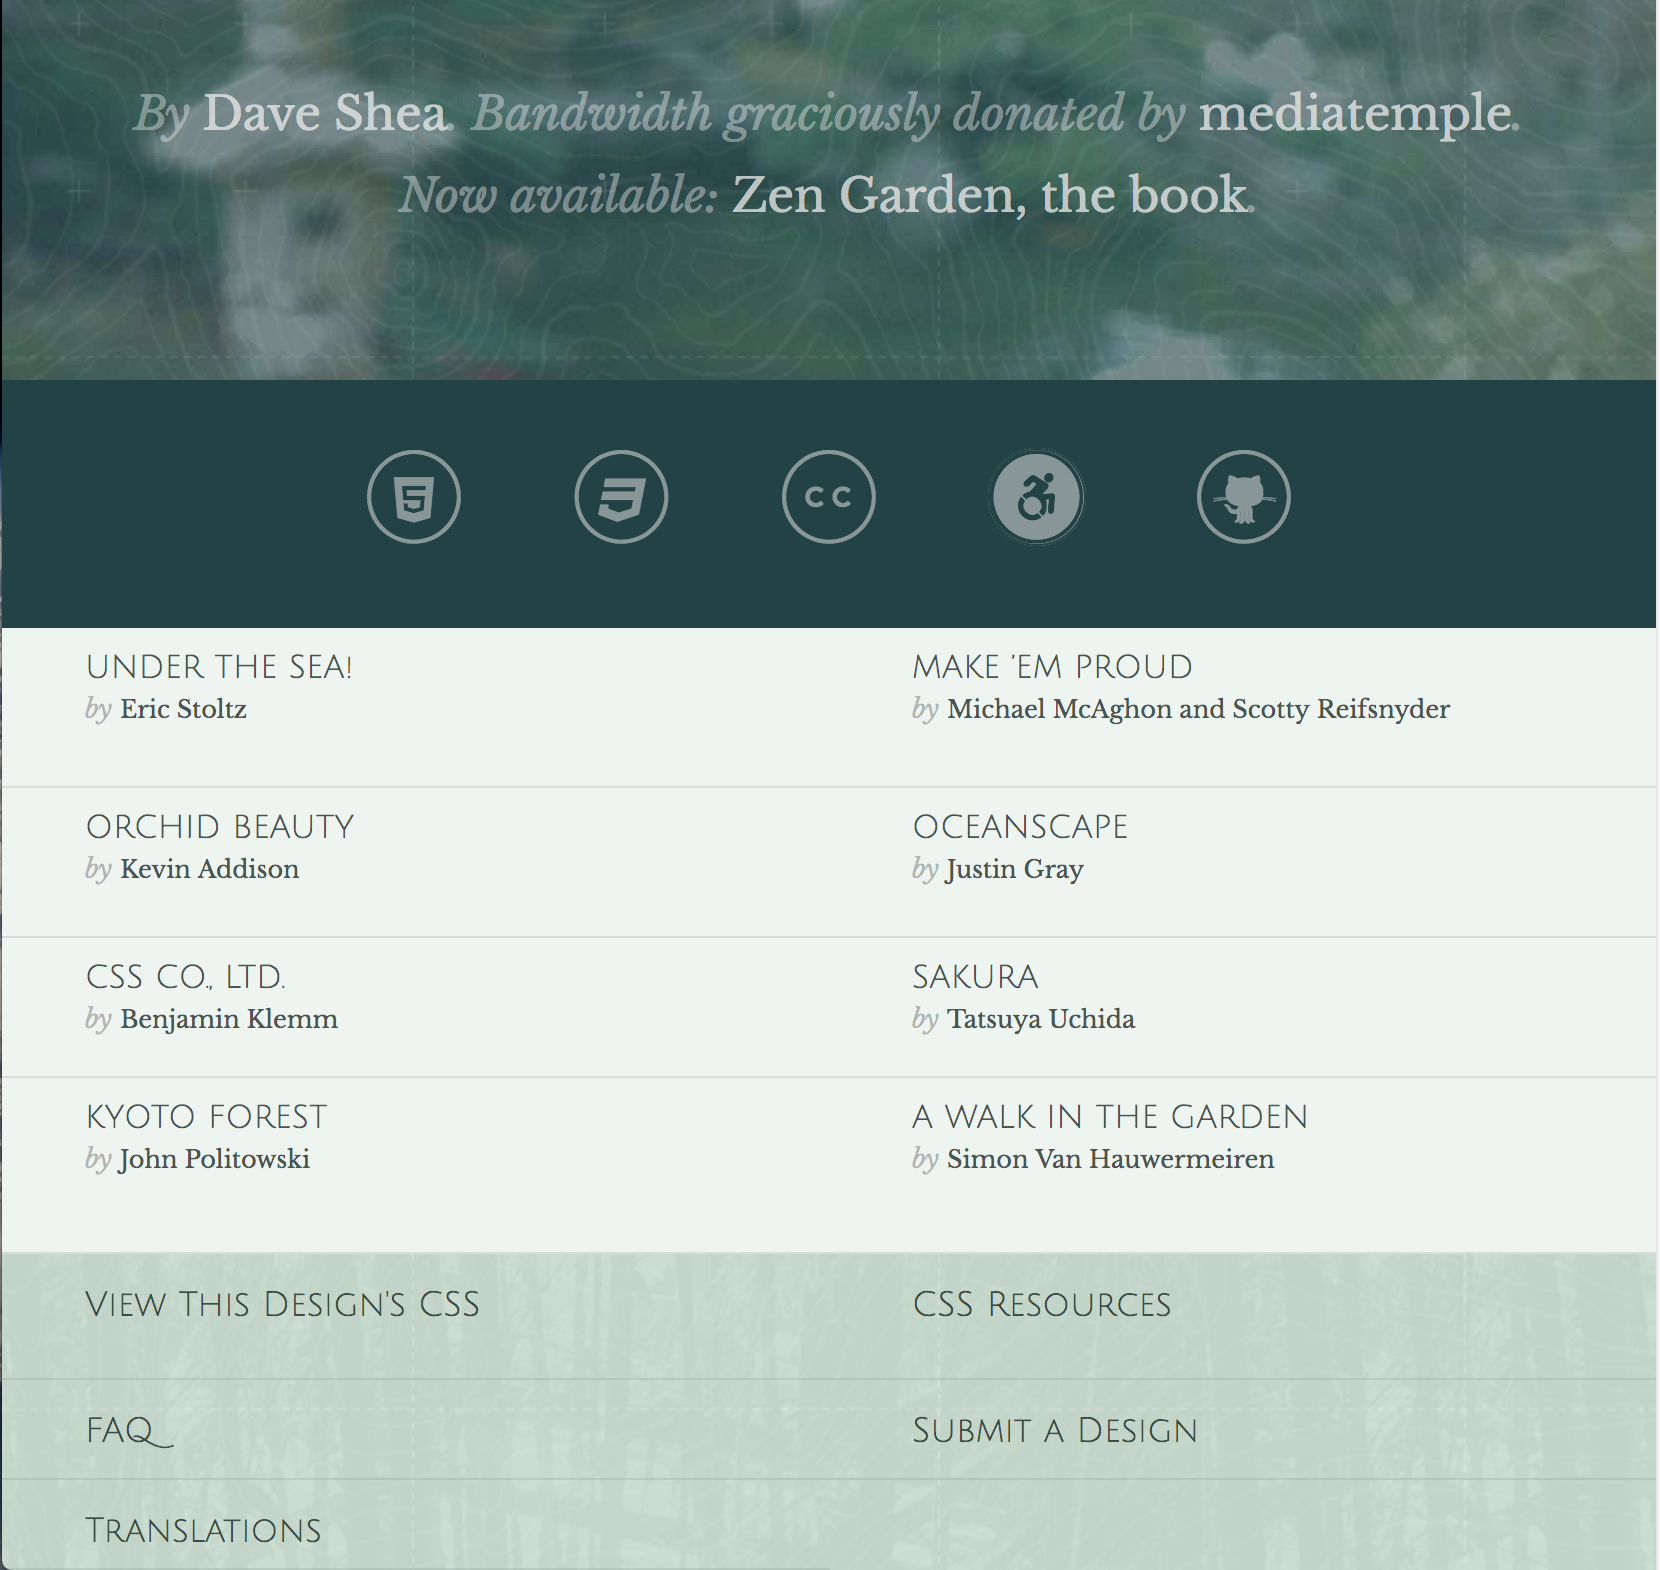 By Dave Shea. Bandwidth graciously donated by mediatemple.
Now available: Zen Garden, the book.
5
CC
UNDER THE SEA!
by Eric Stoltz
MAKE ’EM PROUD
by Michael McAghon and Scotty Reifsnyder
ORCHID BEAUTY
by Kevin Addison
OCEANSCAPE
by Justin Gray
CSS CO., LTD.
by Benjamin Klemm
SAKURA
by Tatsuya Uchida
KYOTO FOREST
by John Politowski
A WALK IN THE GARDEN
by Simon Van Hauwermeiren
VIEW THIS DESIGN'S CSS
CSS RESOURCES
FAQ
SUBMIT A DESIGN
TRANSLATIONS